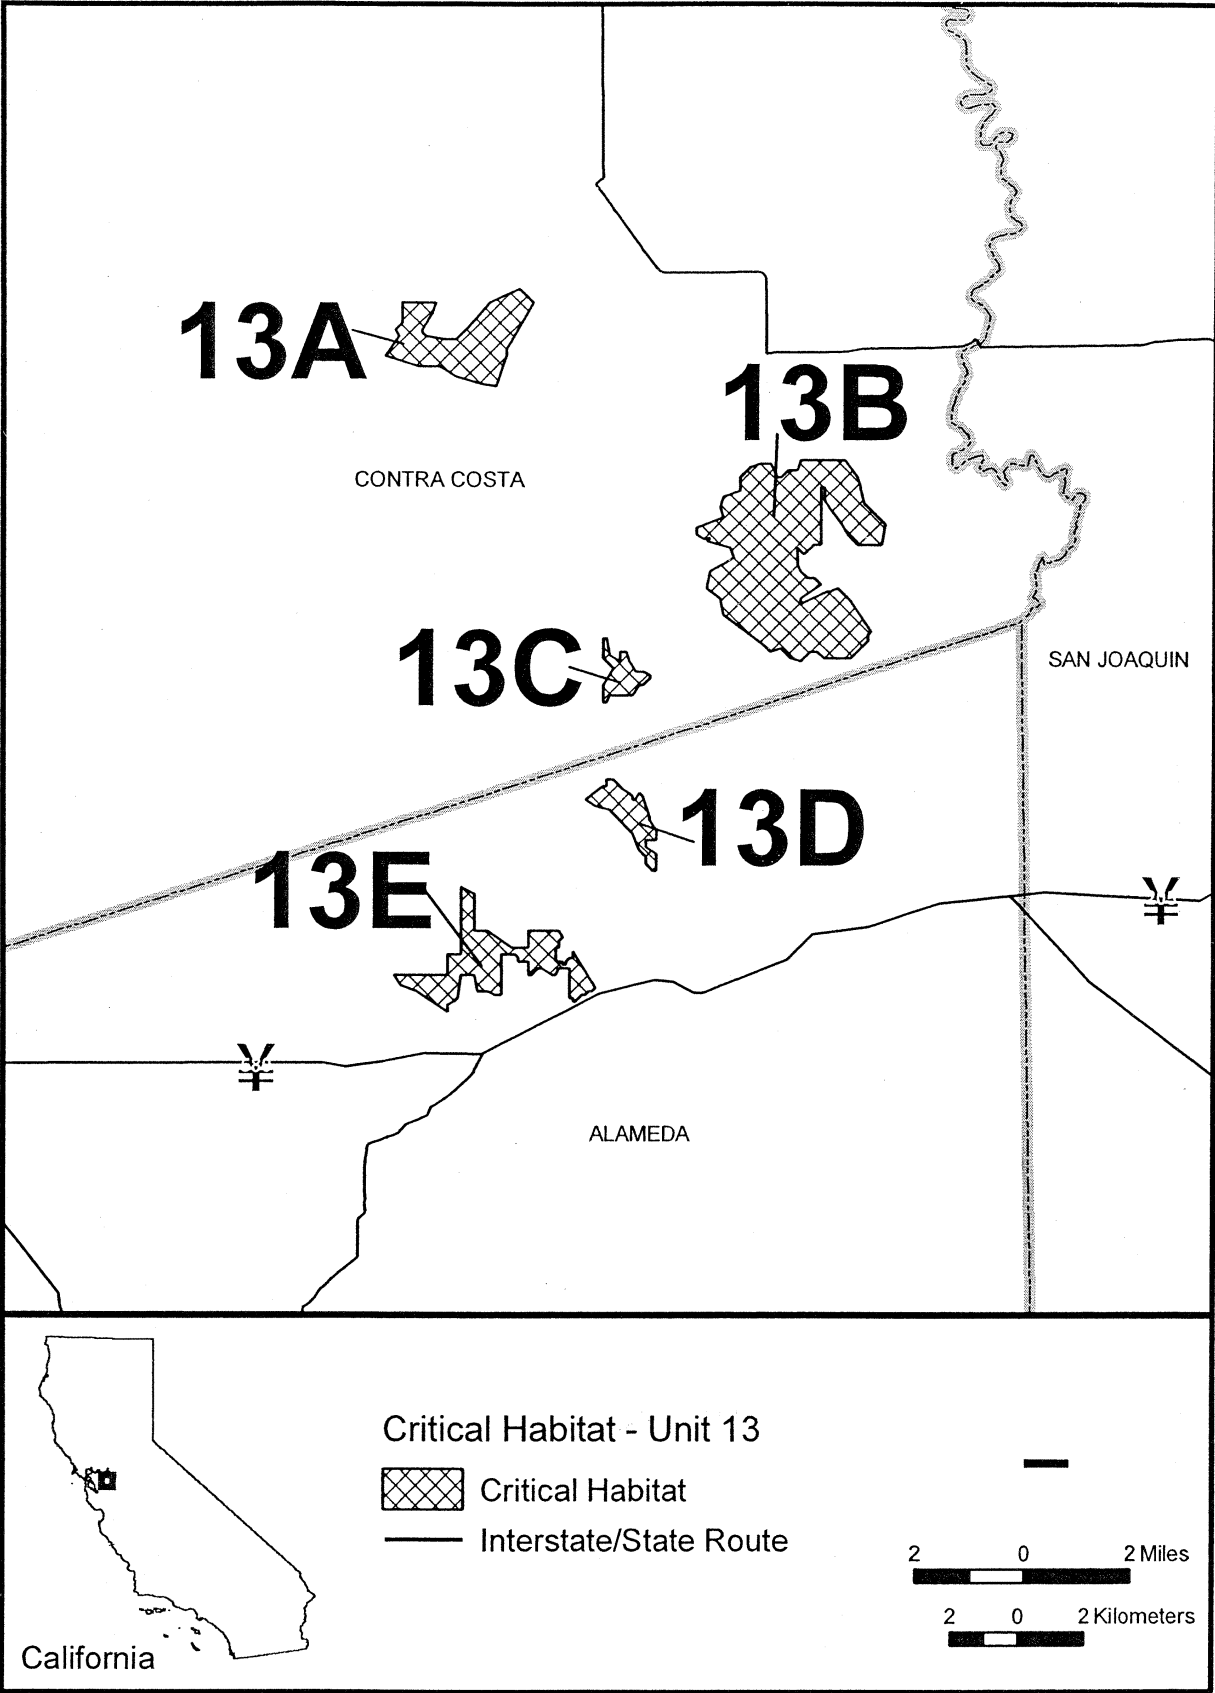 13A
13B
CONTRA COSTA
13C
SAN JOAQUIN
13D
13E
ALAMEDA
Critical Habitat - Unit 13
Critical Habitat
Interstate/State Route
2 0 2 Miles
2 0 2 Kilometers
California